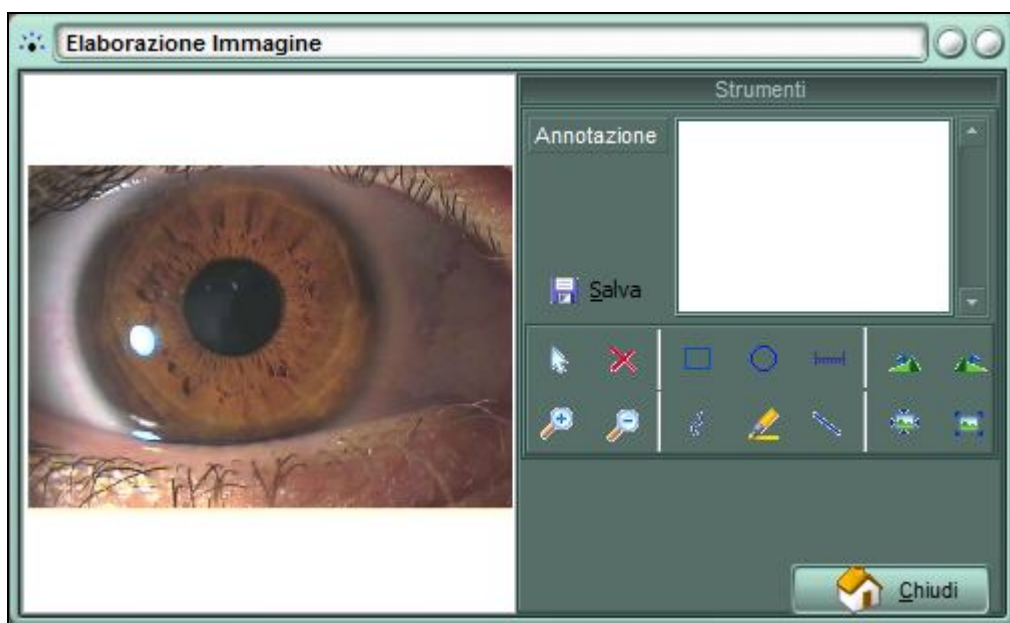 Elaborazione Immagine
Strumenti
Annotazione
Salva
Chiudi